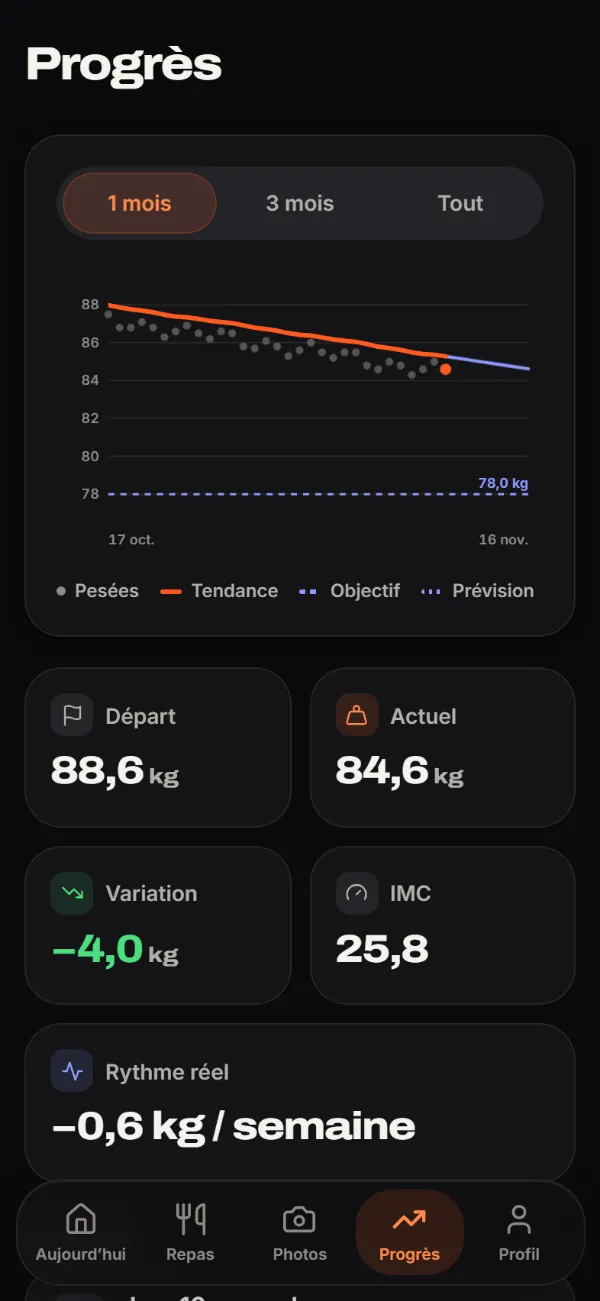 Progrès
1 mois 3 mois Tout
88
86
84
82
80
78,0 kg
78
17 oct. 16 nov.
Pesées Tendance Objectif Prévision
Départ
88,6 kg
Actuel
84,6 kg
Variation
−4,0 kg
IMC
25,8
Rythme réel
−0,6 kg / semaine
Aujourd’hui Repas Photos Progrès Profil